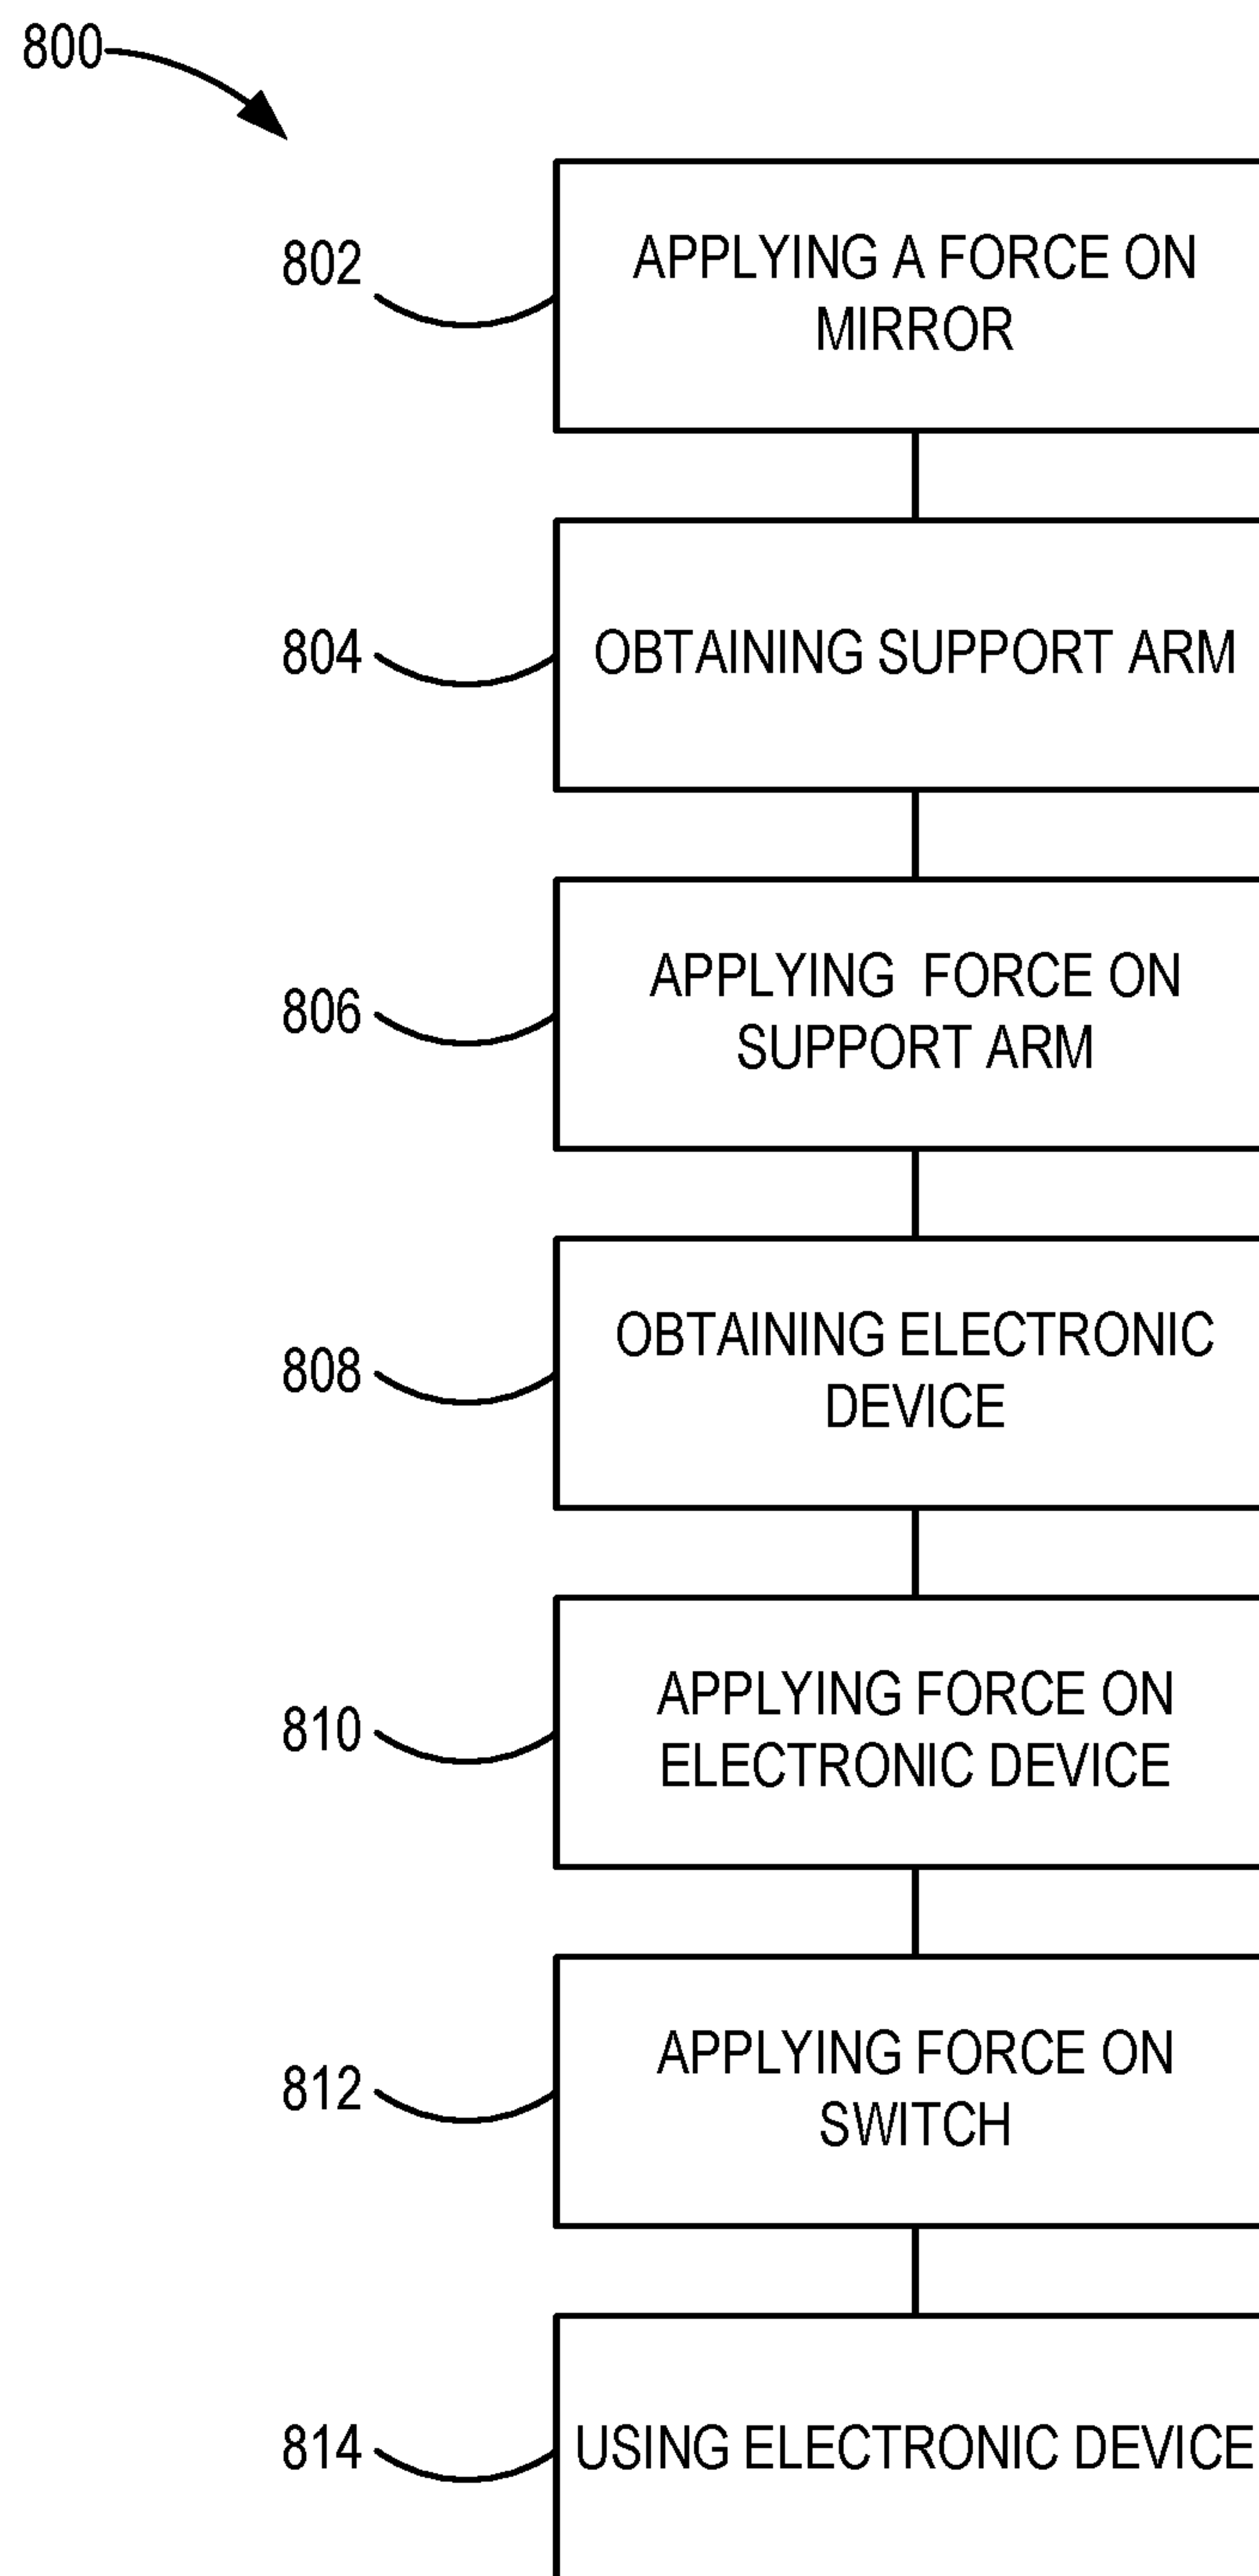 800
802
APPLYING A FORCE ON
MIRROR
804
OBTAINING SUPPORT ARM
806
APPLYING FORCE ON
SUPPORT ARM
808
OBTAINING ELECTRONIC
DEVICE
810
APPLYING FORCE ON
ELECTRONIC DEVICE
812
APPLYING FORCE ON
SWITCH
814
USING ELECTRONIC DEVICE